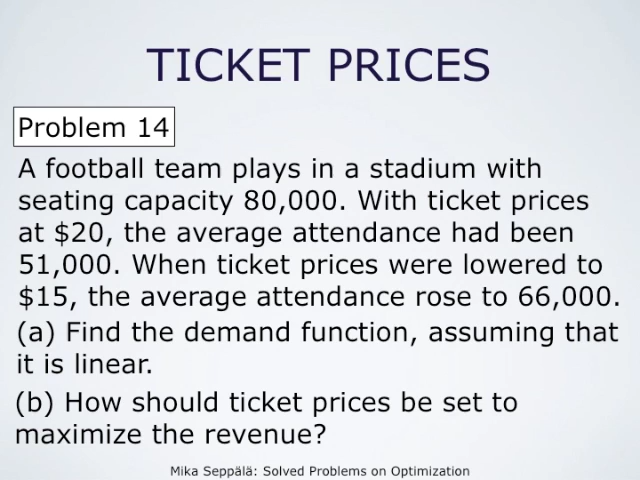 TICKET PRICES
Problem 14
A football team plays in a stadium with
seating capacity 80,000. With ticket prices
at $20, the average attendance had been
51,000. When ticket prices were lowered to
$15, the average attendance rose to 66,000.
(a) Find the demand function, assuming that
it is linear.
(b) How should ticket prices be set to
maximize the revenue?
Mika Seppälä: Solved Problems on Optimization